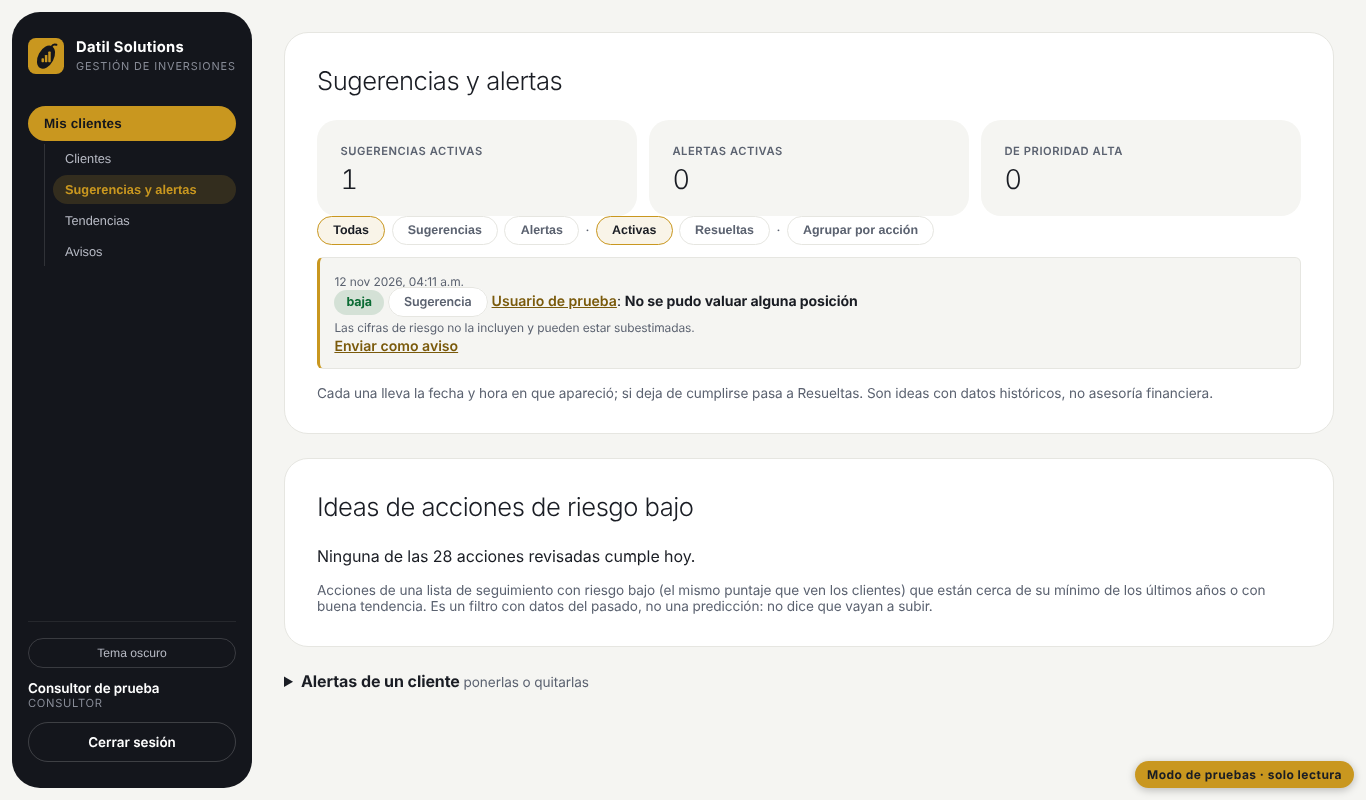 Datil Solutions
GESTIÓN DE INVERSIONES
Mis clientes
Clientes
Sugerencias y alertas
Tendencias
Avisos
Tema oscuro
Consultor de prueba
CONSULTOR
Cerrar sesión
Sugerencias y alertas
SUGERENCIAS ACTIVAS
1
ALERTAS ACTIVAS
0
DE PRIORIDAD ALTA
0
Todas Sugerencias Alertas · Activas Resueltas · Agrupar por acción
12 nov 2026, 04:11 a.m.
baja Sugerencia Usuario de prueba: No se pudo valuar alguna posición
Las cifras de riesgo no la incluyen y pueden estar subestimadas.
Enviar como aviso
Cada una lleva la fecha y hora en que apareció; si deja de cumplirse pasa a Resueltas. Son ideas con datos históricos, no asesoría financiera.
Ideas de acciones de riesgo bajo
Ninguna de las 28 acciones revisadas cumple hoy.
Acciones de una lista de seguimiento con riesgo bajo (el mismo puntaje que ven los clientes) que están cerca de su mínimo de los últimos años o con
buena tendencia. Es un filtro con datos del pasado, no una predicción: no dice que vayan a subir.
Alertas de un cliente ponerlas o quitarlas
Modo de pruebas · solo lectura